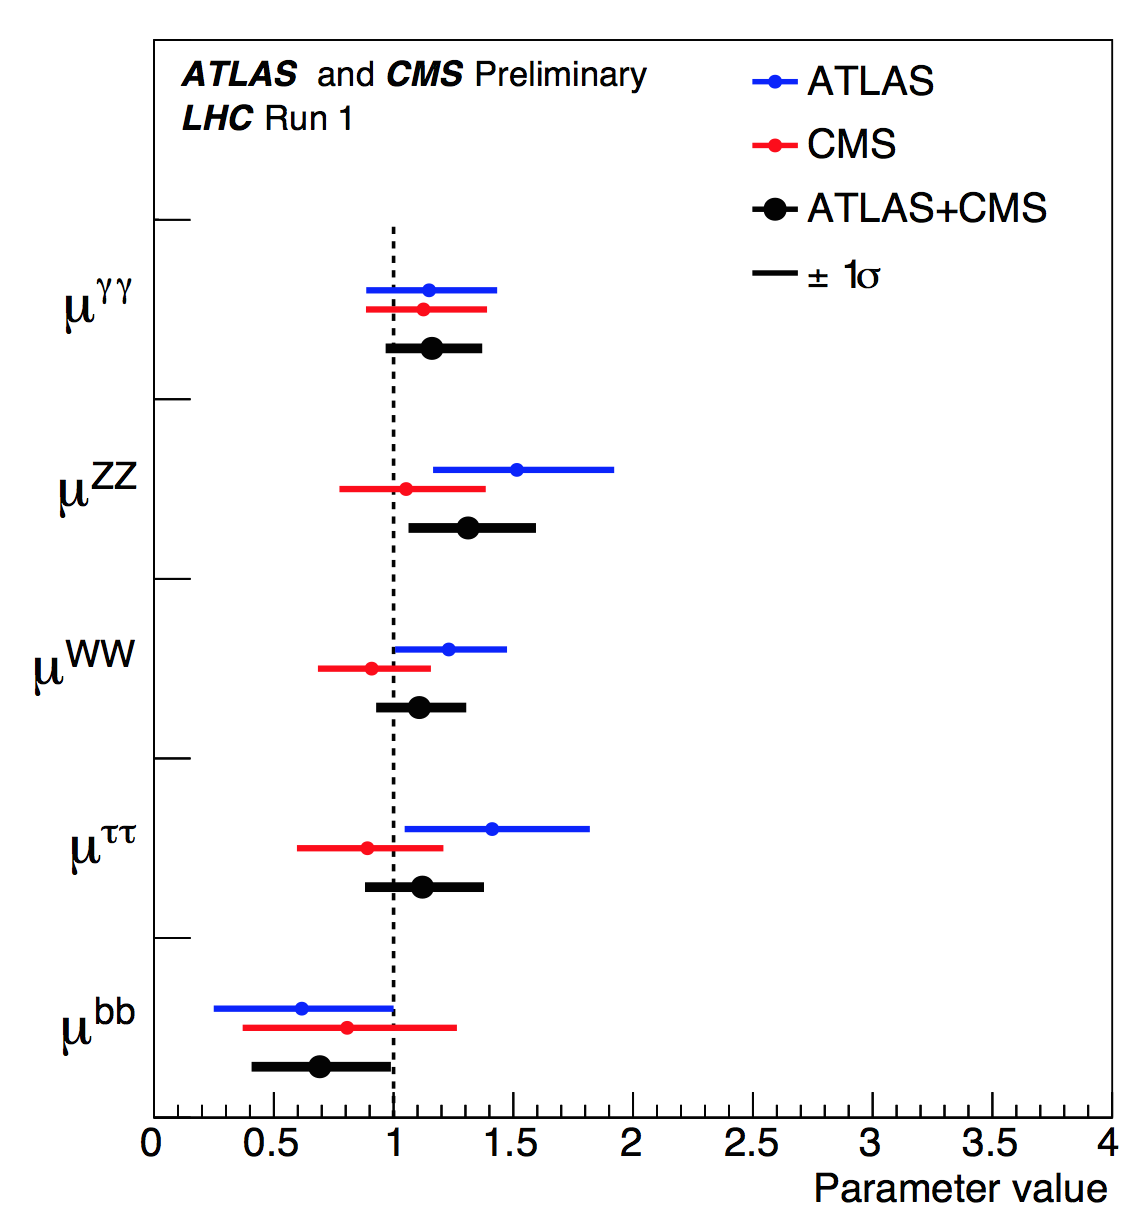 ATLAS and CMS Preliminary
LHC Run 1
ATLAS
CMS
ATLAS+CMS
± 1σ
μ^γγ
μ^ZZ
μ^WW
μ^ττ
μ^bb
0 0.5 1 1.5 2 2.5 3 3.5 4
Parameter value